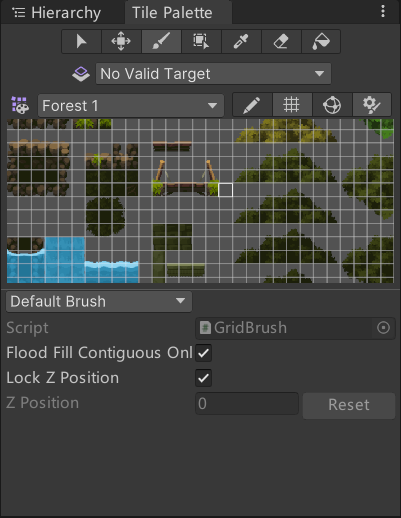 Hierarchy
Tile Palette
No Valid Target
Forest 1
Default Brush
Script GridBrush
Flood Fill Contiguous Onl
Lock Z Position
Z Position 0 Reset